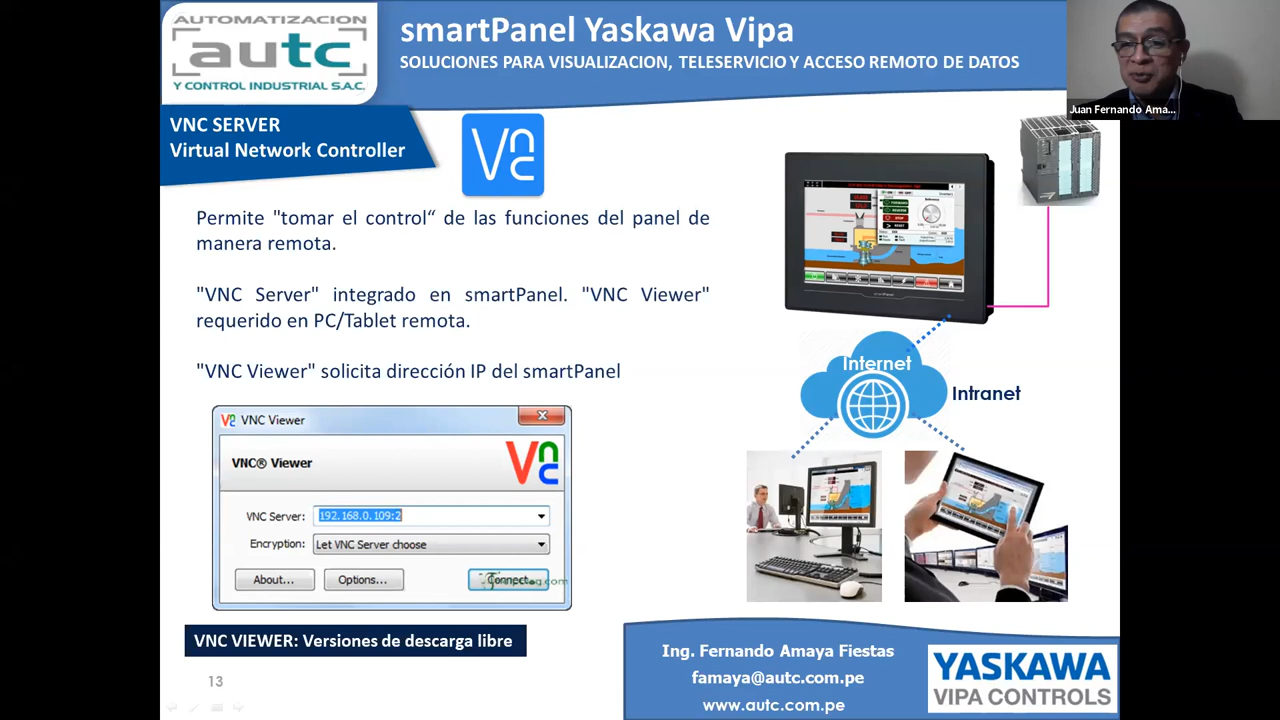 AUTOMATIZACION
autc
Y CONTROL INDUSTRIAL S.A.C.
smartPanel Yaskawa Vipa
SOLUCIONES PARA VISUALIZACION, TELESERVICIO Y ACCESO REMOTO DE DATOS
Juan Fernando Ama...
VNC SERVER
Virtual Network Controller
Vnc
Permite "tomar el control“ de las funciones del panel de
manera remota.
"VNC Server" integrado en smartPanel. "VNC Viewer"
requerido en PC/Tablet remota.
"VNC Viewer" solicita dirección IP del smartPanel
Internet
Intranet
VNC Viewer
VNC® Viewer
Vnc
VNC Server:
192.168.0.109:2
Encryption:
Let VNC Server choose
About...
Options...
Connect
VNC VIEWER: Versiones de descarga libre
13
Ing. Fernando Amaya Fiestas
famaya@autc.com.pe
www.autc.com.pe
YASKAWA
VIPA CONTROLS